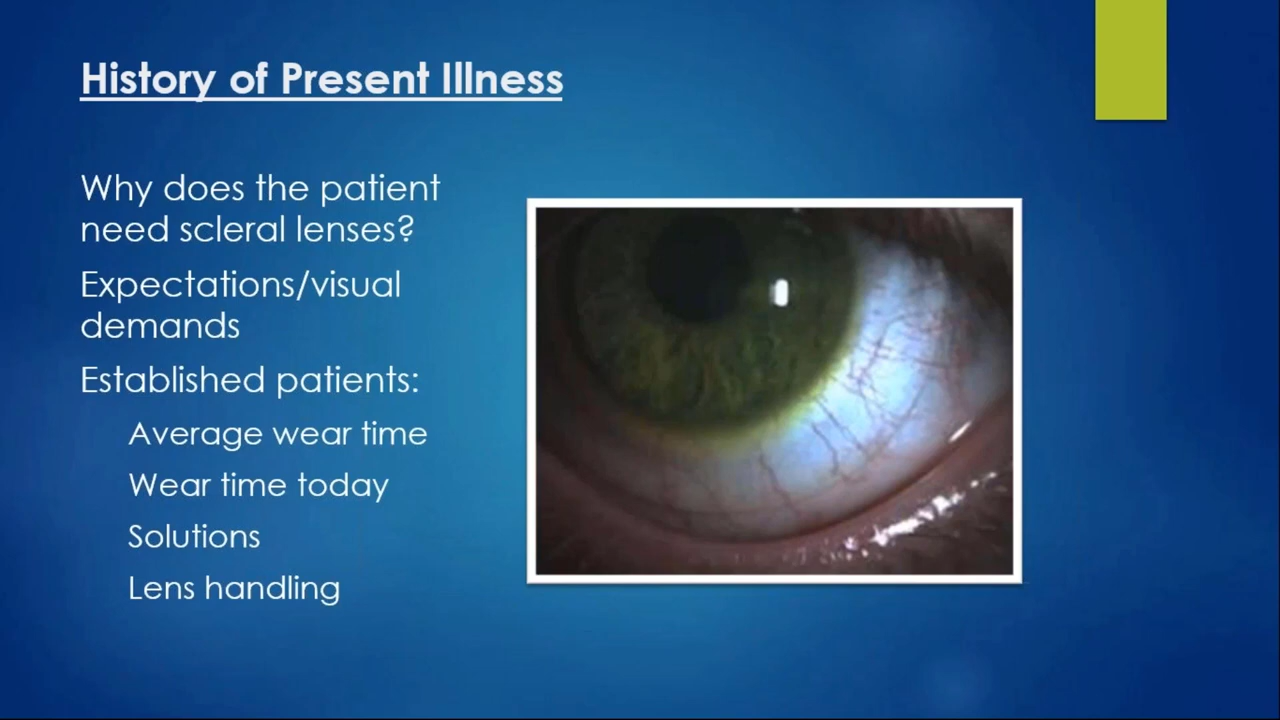 History of Present Illness
Why does the patient
need scleral lenses?
Expectations/visual
demands
Established patients:
Average wear time
Wear time today
Solutions
Lens handling